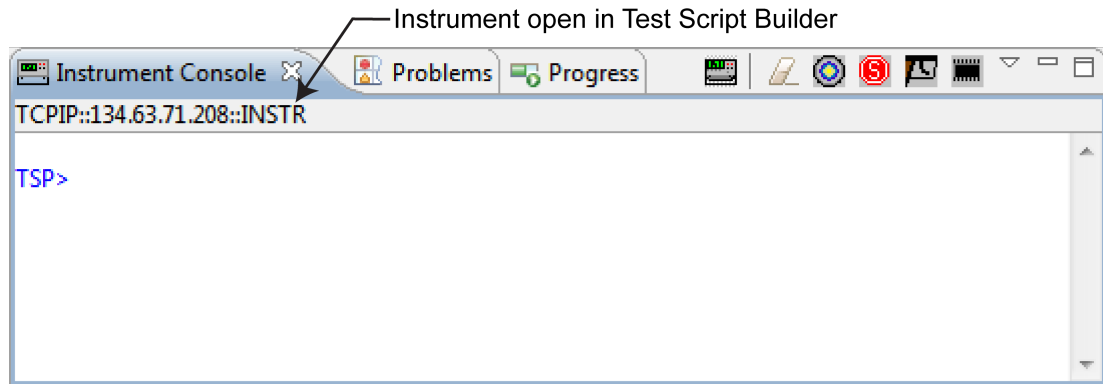 Instrument open in Test Script Builder
Instrument Console Problems Progress
TCPIP::134.63.71.208::INSTR
TSP>